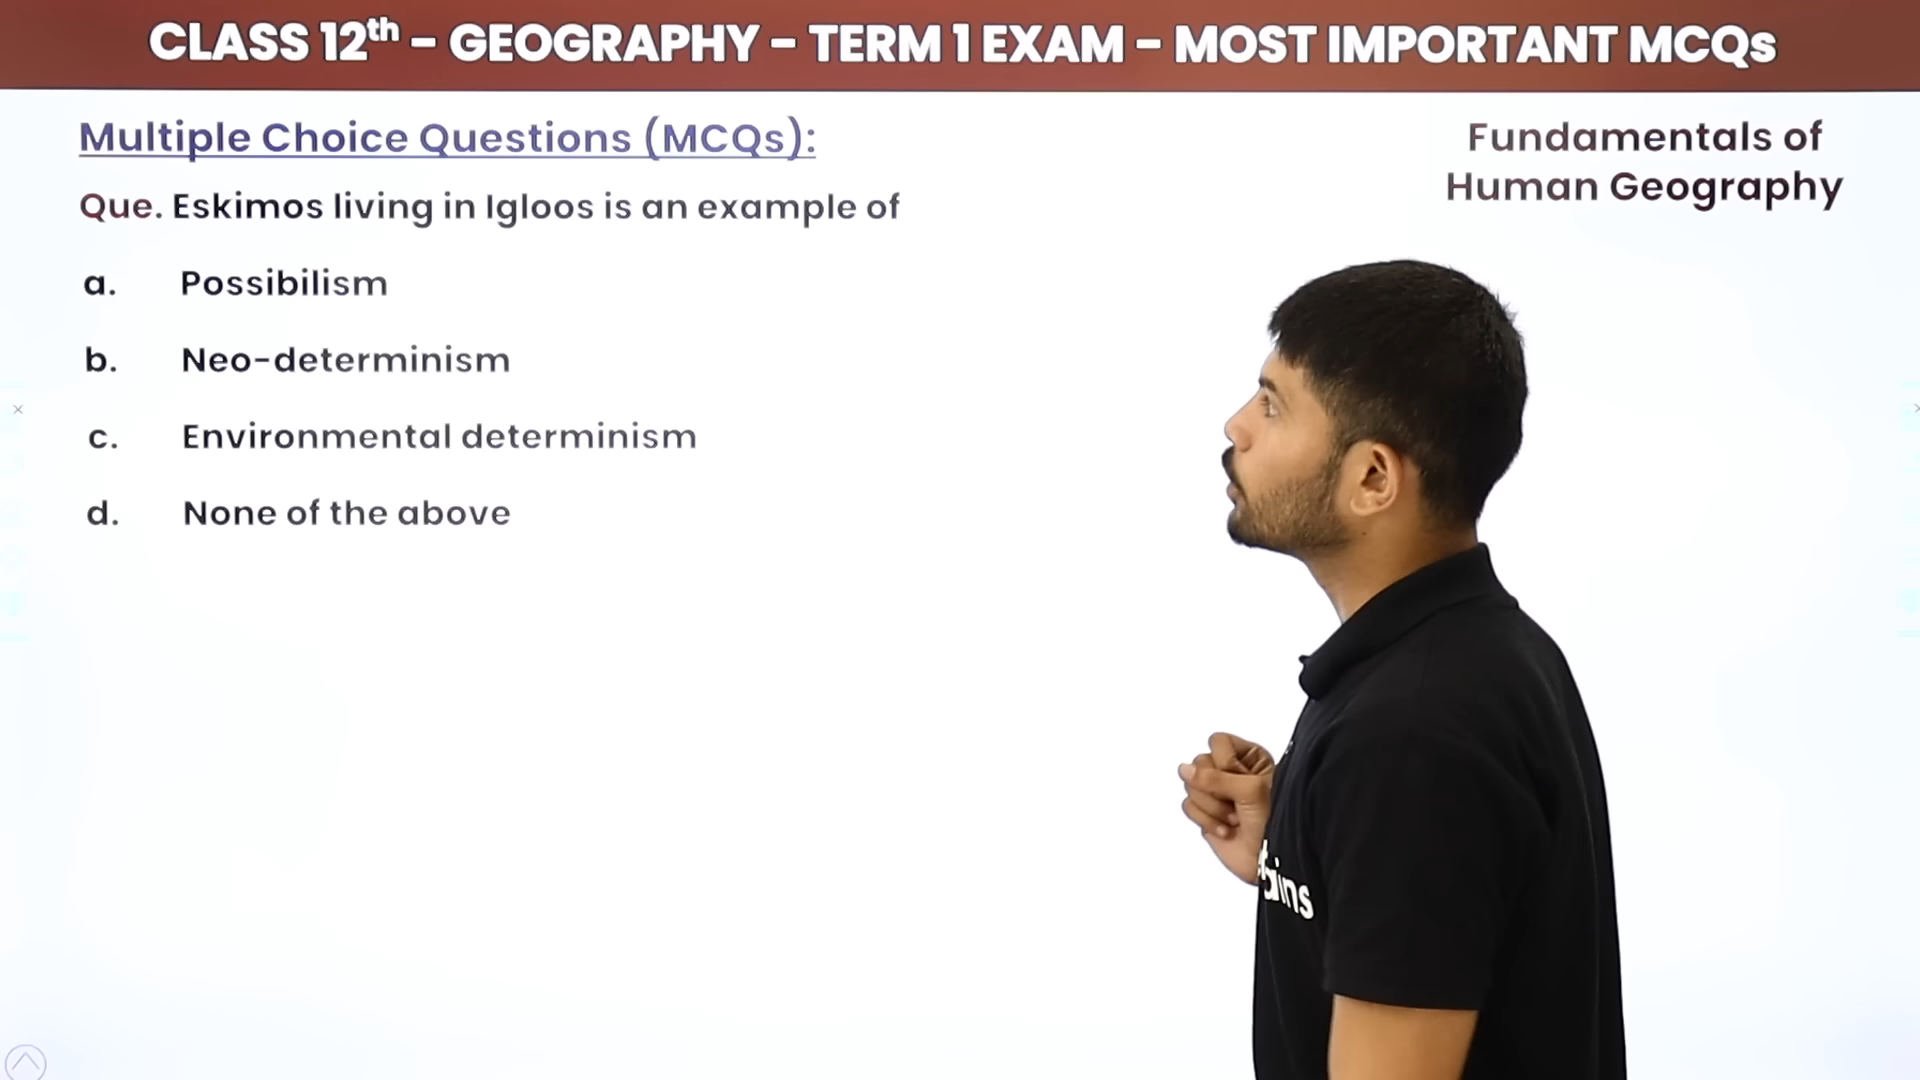 CLASS 12th - GEOGRAPHY - TERM 1 EXAM - MOST IMPORTANT MCQs
Multiple Choice Questions (MCQs):
Fundamentals of
Human Geography
Que. Eskimos living in Igloos is an example of
a. Possibilism
b. Neo-determinism
c. Environmental determinism
d. None of the above